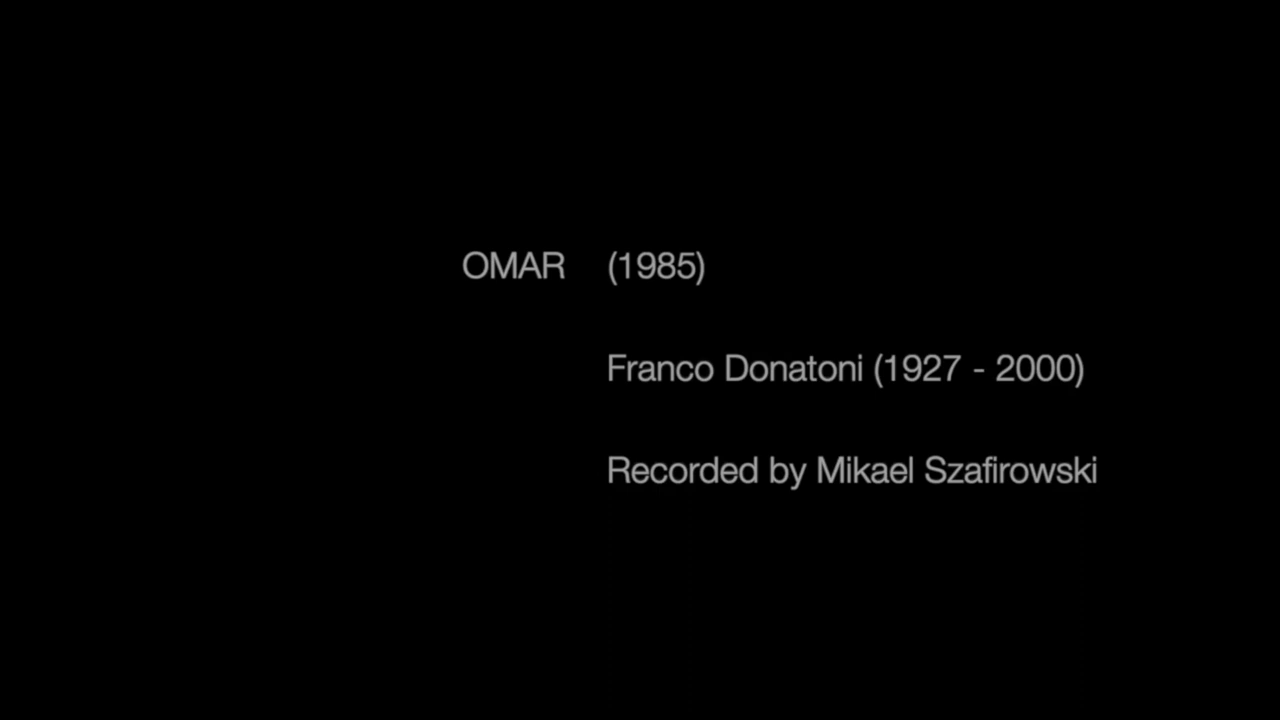 OMAR (1985)
Franco Donatoni (1927 - 2000)
Recorded by Mikael Szafirowski